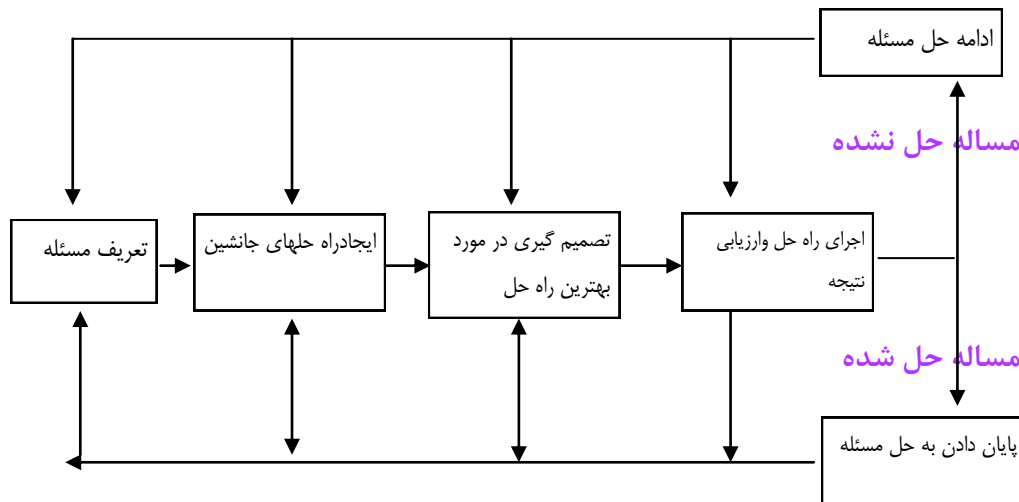 ادامه حل مسئله
مساله حل نشده
تعریف مسئله
ایجادراه حلهای جانشین
تصمیم گیری در مورد
بهترین راه حل
اجرای راه حل وارزیابی
نتیجه
مساله حل شده
پایان دادن به حل مسئله